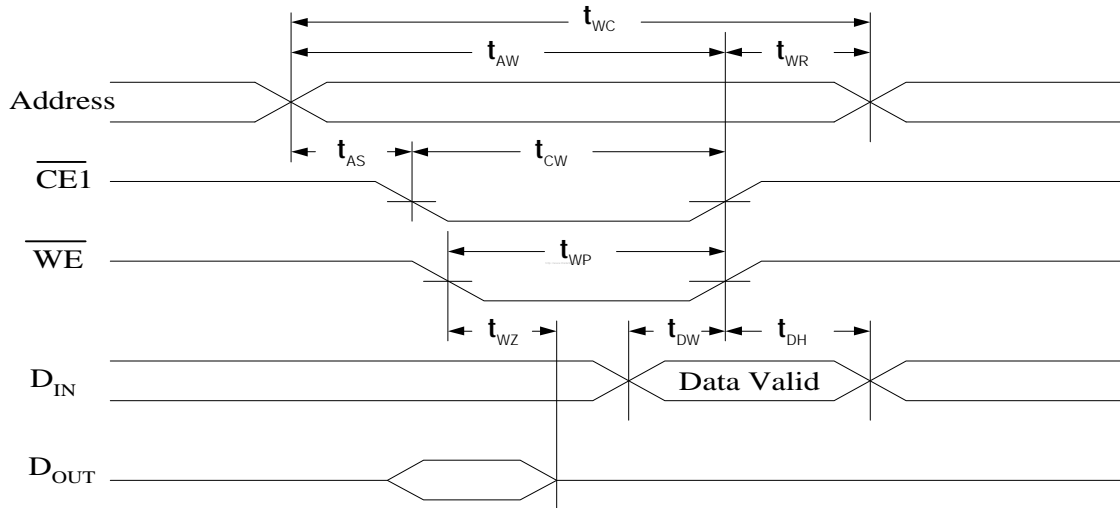 tWC
tAW tWR
Address
tAS tCW
CE1
tWP
WE
tWZ tDW tDH
DIN Data Valid
DOUT